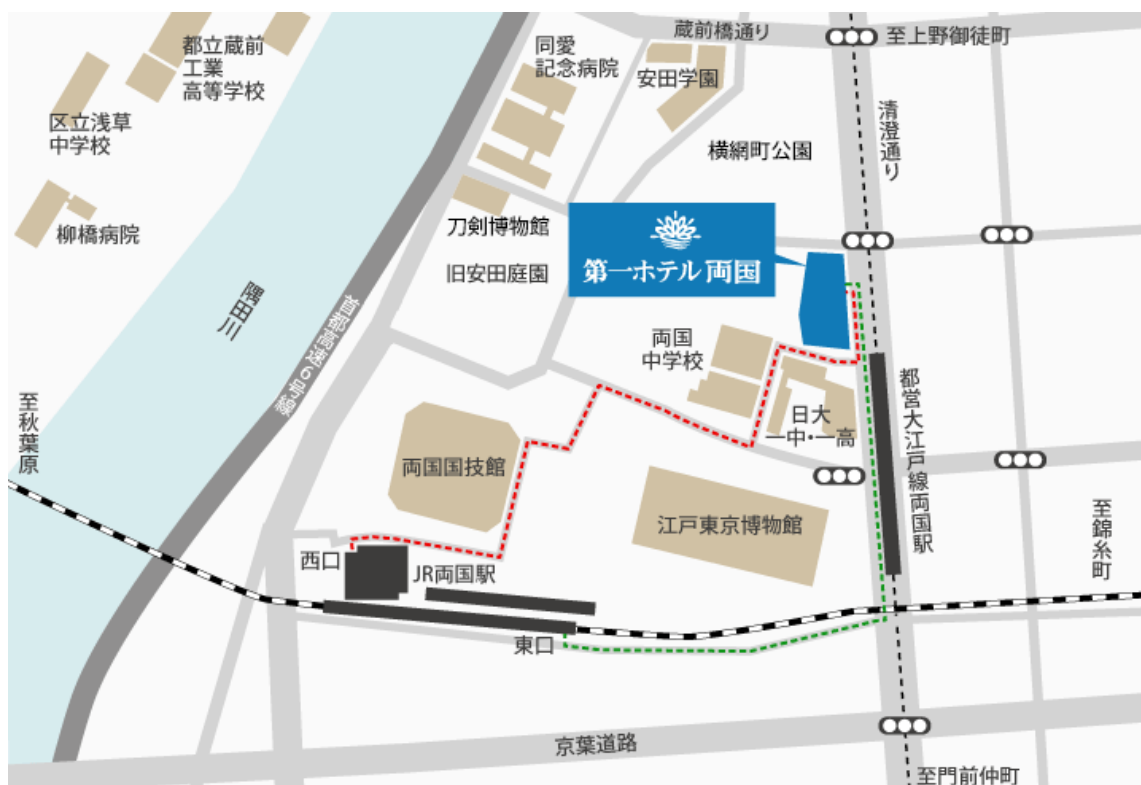 蔵前橋通り
至上野御徒町
都立蔵前
工業
高等学校
同愛
記念病院
安田学園
区立浅草
中学校
清澄通り
横網町公園
柳橋病院
刀剣博物館
旧安田庭園
第一ホテル両国
隅田川
首都高速6号線
両国
中学校
至秋葉原
都営大江戸線両国駅
日大
一中・一高
両国国技館
江戸東京博物館
至錦糸町
西口
JR両国駅
東口
京葉道路
至門前仲町